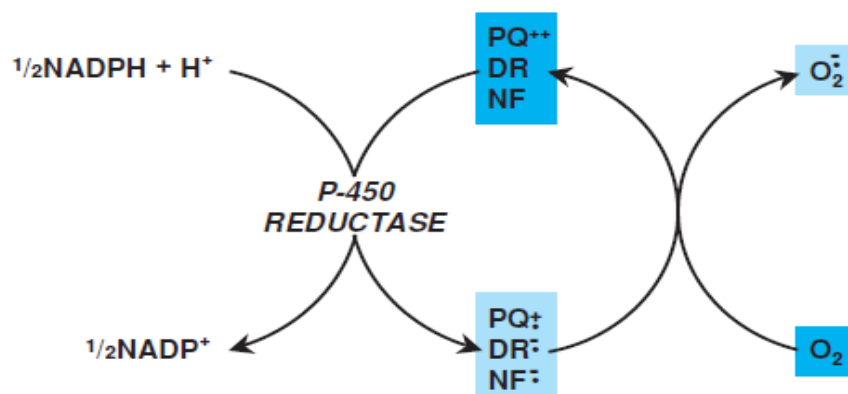 ½NADPH + H⁺
PQ⁺⁺
DR
NF
O₂•̄
P-450
REDUCTASE
½NADP⁺
PQ•⁺
DR•̄
NF•̄
O₂